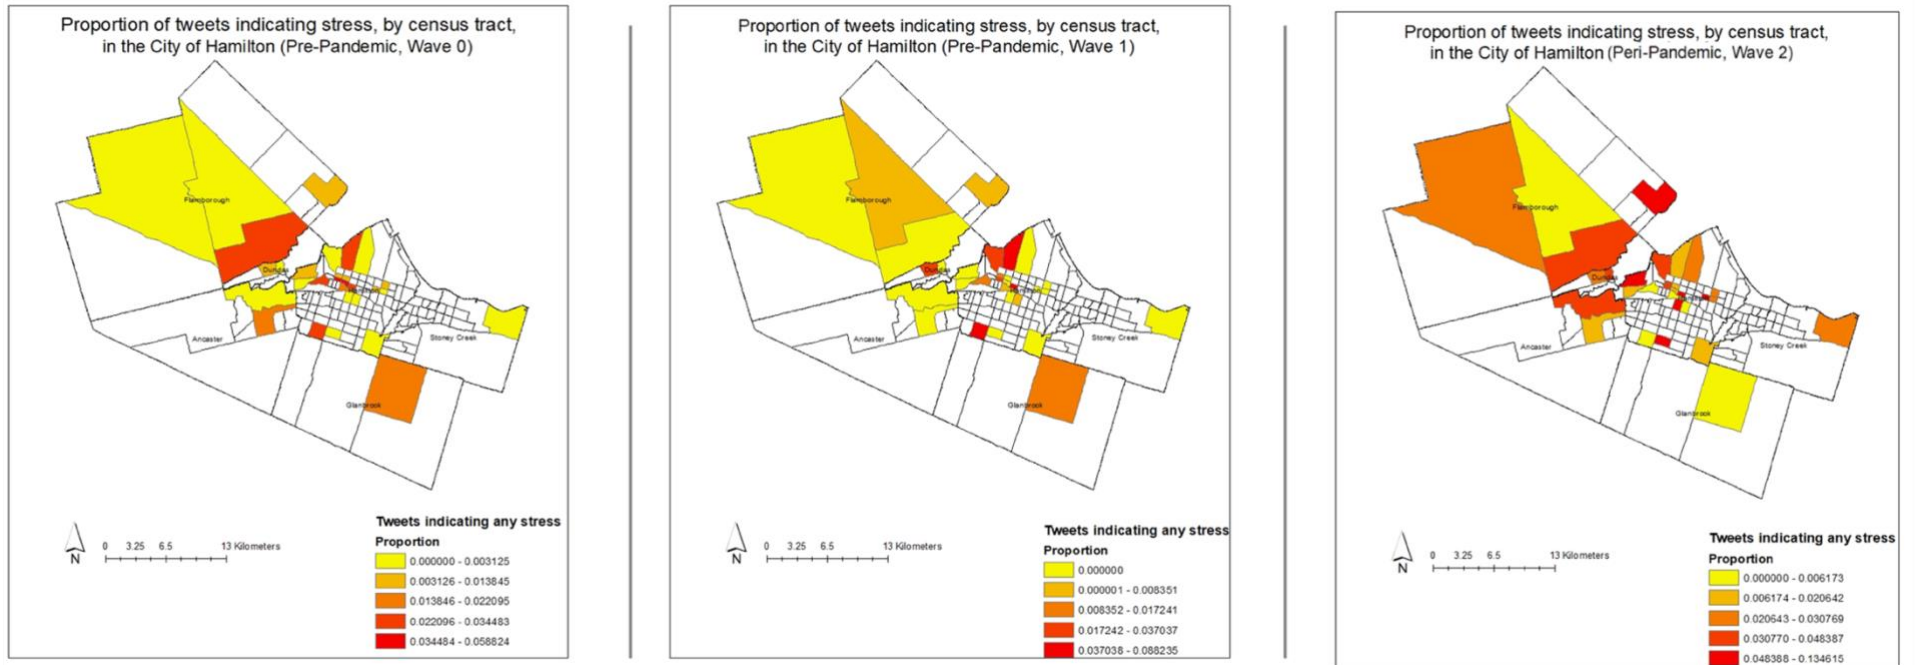 Proportion of tweets indicating stress, by census tract,
in the City of Hamilton (Pre-Pandemic, Wave 0)
Flamborough
Dundas
Hamilton
Ancaster
Stoney Creek
Glanbrook
N
0 3.25 6.5 13 Kilometers
Tweets indicating any stress
Proportion
0.000000 - 0.003125
0.003126 - 0.013845
0.013846 - 0.022095
0.022096 - 0.034483
0.034484 - 0.058824
Proportion of tweets indicating stress, by census tract,
in the City of Hamilton (Pre-Pandemic, Wave 1)
Flamborough
Dundas
Hamilton
Ancaster
Stoney Creek
Glanbrook
N
0 3.25 6.5 13 Kilometers
Tweets indicating any stress
Proportion
0.000000
0.000001 - 0.008351
0.008352 - 0.017241
0.017242 - 0.037037
0.037038 - 0.088235
Proportion of tweets indicating stress, by census tract,
in the City of Hamilton (Peri-Pandemic, Wave 2)
Flamborough
Dundas
Hamilton
Ancaster
Stoney Creek
Glanbrook
N
0 3.25 6.5 13 Kilometers
Tweets indicating any stress
Proportion
0.000000 - 0.006173
0.006174 - 0.020642
0.020643 - 0.030769
0.030770 - 0.048387
0.048388 - 0.134615